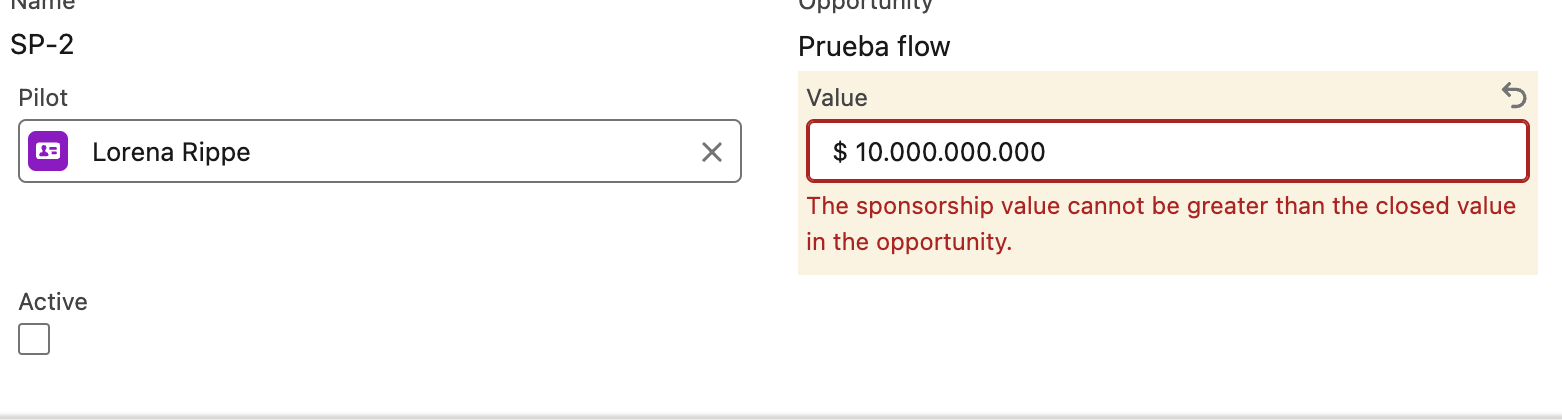 Name
Opportunity
SP-2
Prueba flow
Pilot
Value
Lorena Rippe
$ 10.000.000.000
The sponsorship value cannot be greater than the closed value
in the opportunity.
Active